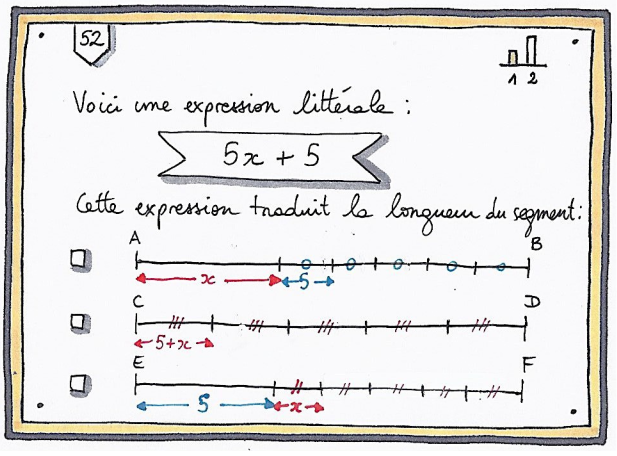 52
1 2
Voici une expression littérale :
5x + 5
Cette expression traduit la longueur du segment :
A B
x 5
C D
5+x
E F
5 x